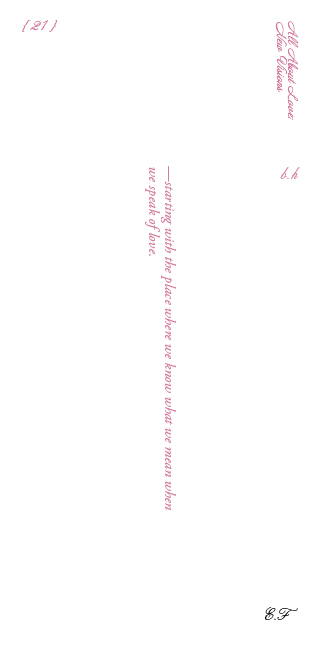 ( 21 )
All About Love:
New Visions
b.h
—starting with the place where we know what we mean when
we speak of love.
E.F